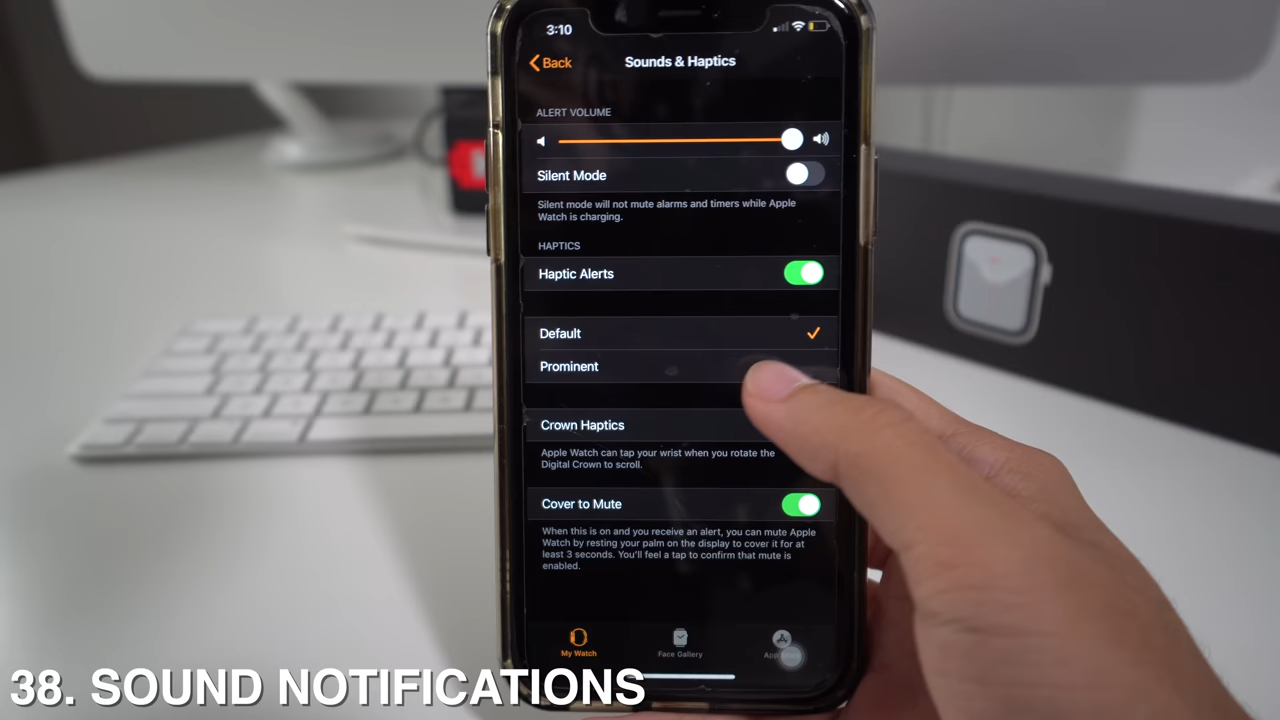 3:10
Back
Sounds & Haptics
ALERT VOLUME
Silent Mode
Silent mode will not mute alarms and timers while Apple
Watch is charging.
HAPTICS
Haptic Alerts
Default
Prominent
Crown Haptics
Apple Watch can tap your wrist when you rotate the
Digital Crown to scroll.
Cover to Mute
When this is on and you receive an alert, you can mute Apple
Watch by resting your palm on the display to cover it for at
least 3 seconds. You'll feel a tap to confirm that mute is
enabled.
My Watch
Face Gallery
App
38. SOUND NOTIFICATIONS